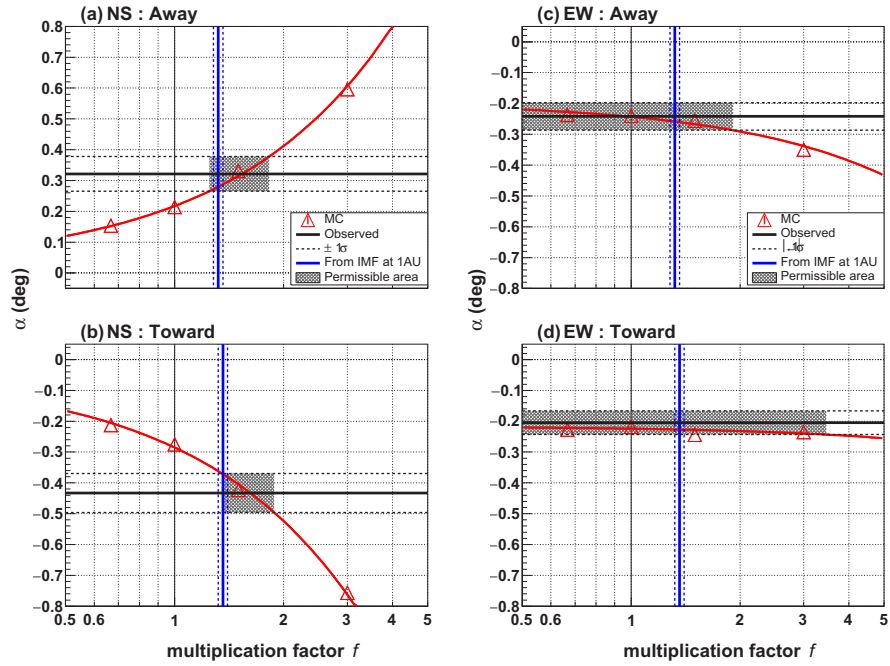 (a) NS : Away
α (deg)
0.8
0.7
0.6
0.5
0.4
0.3
0.2
0.1
0
MC
Observed
± 1σ
From IMF at 1AU
Permissible area
(c) EW : Away
α (deg)
0
−0.1
−0.2
−0.3
−0.4
−0.5
−0.6
−0.7
−0.8
MC
Observed
From IMF at 1AU
Permissible area
(b) NS : Toward
α (deg)
0
−0.1
−0.2
−0.3
−0.4
−0.5
−0.6
−0.7
−0.8
0.5 0.6 0.8 1 2 3 4 5
multiplication factor f
(d) EW : Toward
α (deg)
0
−0.1
−0.2
−0.3
−0.4
−0.5
−0.6
−0.7
−0.8
0.5 0.6 0.8 1 2 3 4 5
multiplication factor f